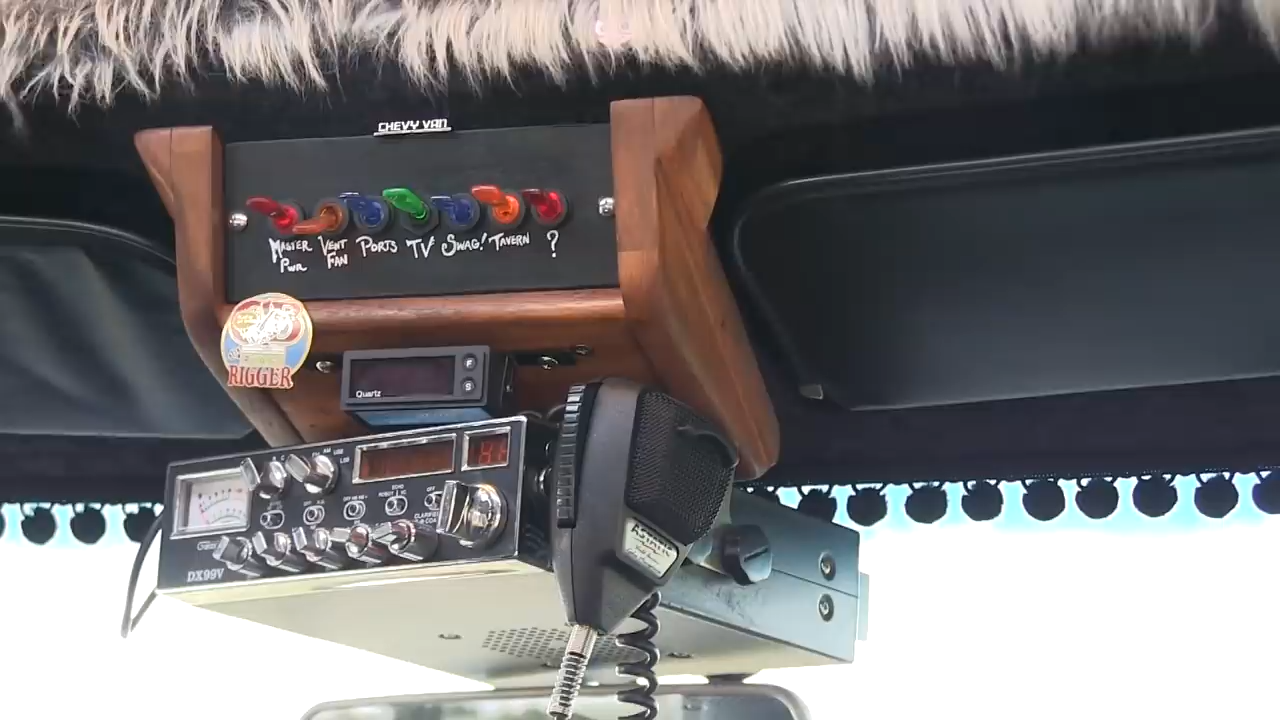 CHEVY VAN
MASTER PWR
VENT FAN
PORTS
TV
SWAG!
TAVERN
?
RIGGER
Quartz
F
S
DX99V
ASTATIC